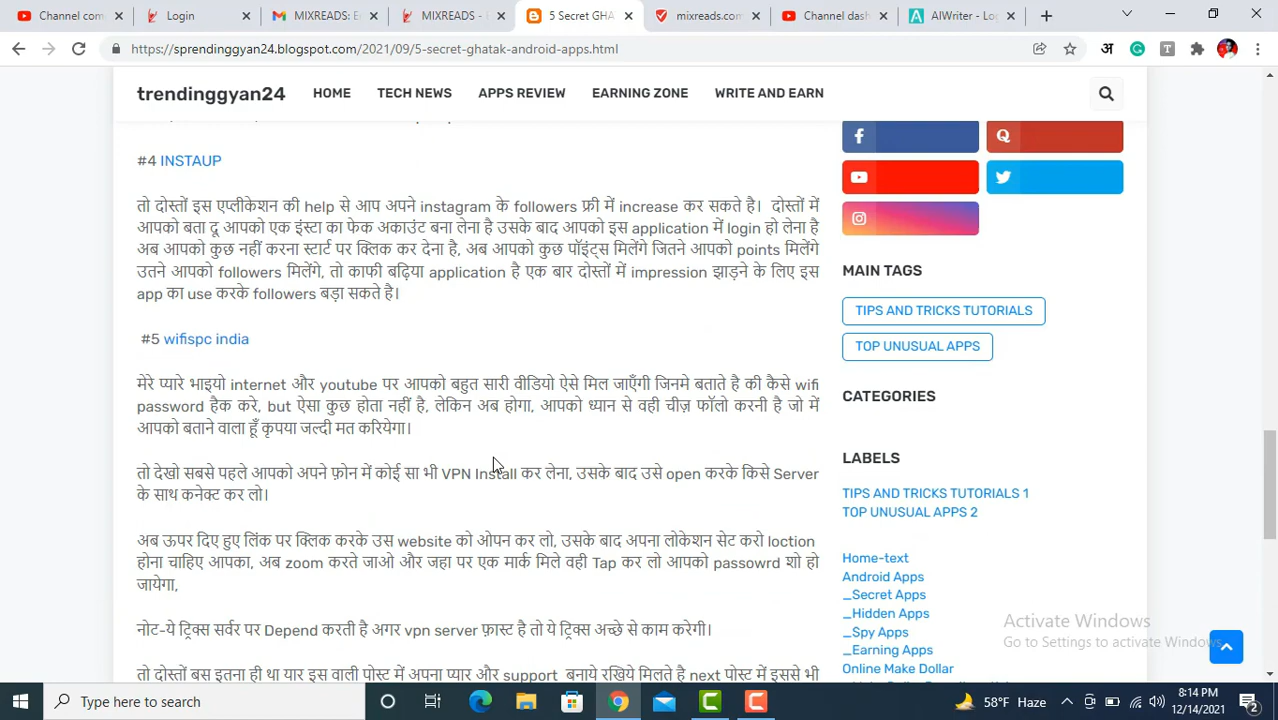 Channel com
Login
MIXREADS: E
MIXREADS - F
5 Secret GHA
mixreads.com
Channel dash
AIWriter - Lo
https://sprendinggyan24.blogspot.com/2021/09/5-secret-ghatak-android-apps.html
trendinggyan24
HOME
TECH NEWS
APPS REVIEW
EARNING ZONE
WRITE AND EARN
#4 INSTAUP
तो दोस्तों इस एप्लीकेशन की help से आप अपने instagram के followers फ्री में increase कर सकते है। दोस्तों में
आपको बता दू आपको एक इंस्टा का फेक अकाउंट बना लेना है उसके बाद आपको इस application में login हो लेना है
अब आपको कुछ नहीं करना स्टार्ट पर क्लिक कर देना है, अब आपको कुछ पॉइंट्स मिलेंगे जितने आपको points मिलेंगे
उतने आपको followers मिलेंगे, तो काफी बढ़िया application है एक बार दोस्तों में impression झाड़ने के लिए इस
app का use करके followers बड़ा सकते है।
#5 wifispc india
मेरे प्यारे भाइयो internet और youtube पर आपको बहुत सारी वीडियो ऐसे मिल जाएँगी जिनमे बताते है की कैसे wifi
password हैक करे, but ऐसा कुछ होता नहीं है, लेकिन अब होगा, आपको ध्यान से वही चीज़ फॉलो करनी है जो में
आपको बताने वाला हूँ कृपया जल्दी मत करियेगा।
तो देखो सबसे पहले आपको अपने फ़ोन में कोई सा भी VPN Install कर लेना, उसके बाद उसे open करके किसे Server
के साथ कनेक्ट कर लो।
अब ऊपर दिए हुए लिंक पर क्लिक करके उस website को ओपन कर लो, उसके बाद अपना लोकेशन सेट करो loction
होना चाहिए आपका, अब zoom करते जाओ और जहा पर एक मार्क मिले वही Tap कर लो आपको passowrd शो हो
जायेगा,
नोट-ये ट्रिक्स सर्वर पर Depend करती है अगर vpn server फ़ास्ट है तो ये ट्रिक्स अच्छे से काम करेगी।
तो दोस्तों बस इतना ही था यार इस वाली पोस्ट में अपना प्यार और support बनाये रखिये मिलते है next पोस्ट में इससे भी
MAIN TAGS
TIPS AND TRICKS TUTORIALS
TOP UNUSUAL APPS
CATEGORIES
LABELS
TIPS AND TRICKS TUTORIALS 1
TOP UNUSUAL APPS 2
Home-text
Android Apps
_Secret Apps
_Hidden Apps
_Spy Apps
_Earning Apps
Online Make Dollar
Activate Windows
Go to Settings to activate Windows.
Type here to search
58°F Haze
8:14 PM
12/14/2021
2